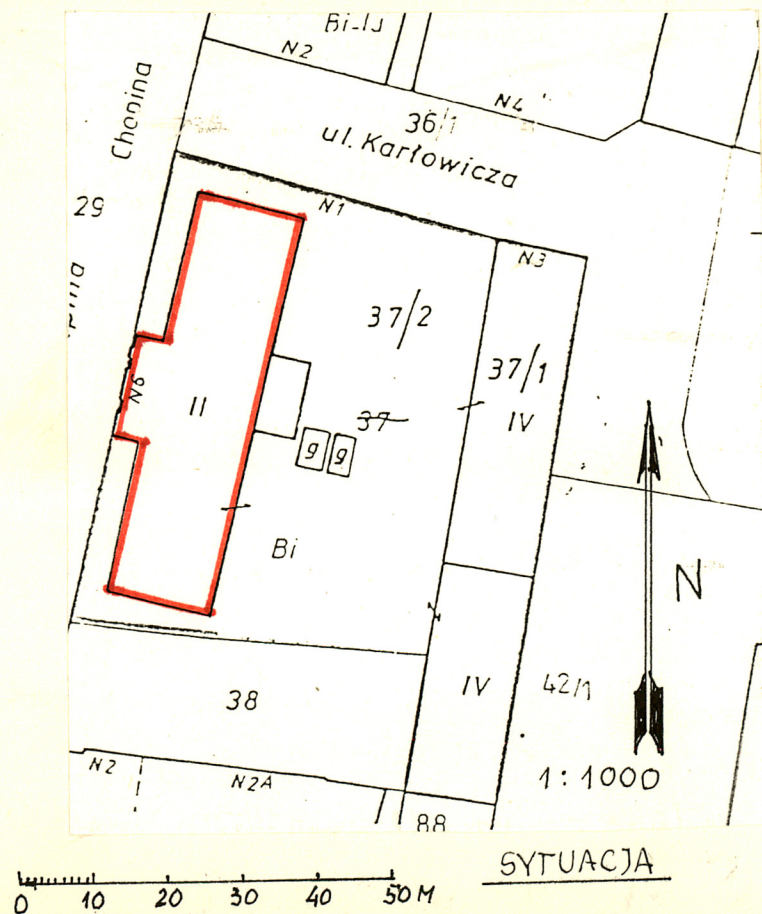 Bi-IJ
N2
N4
Chopina
36/1
ul. Karłowicza
29
N1
N3
37/2
37/1
N6
II
37
IV
g
g
Bi
N
38
IV
42/1
N2
N2A
1:1000
88
SYTUACJA
0 10 20 30 40 50M